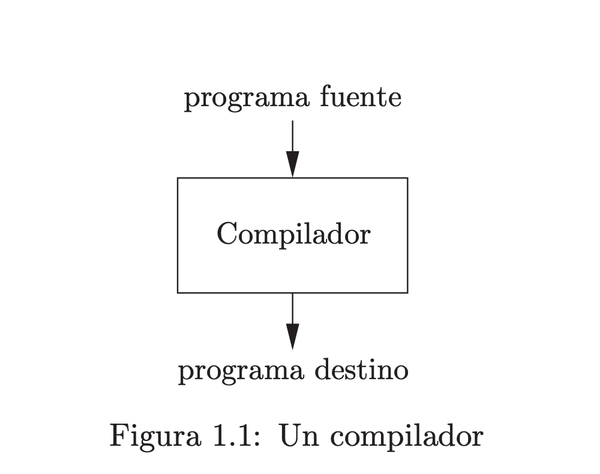 programa fuente
Compilador
programa destino
Figura 1.1: Un compilador